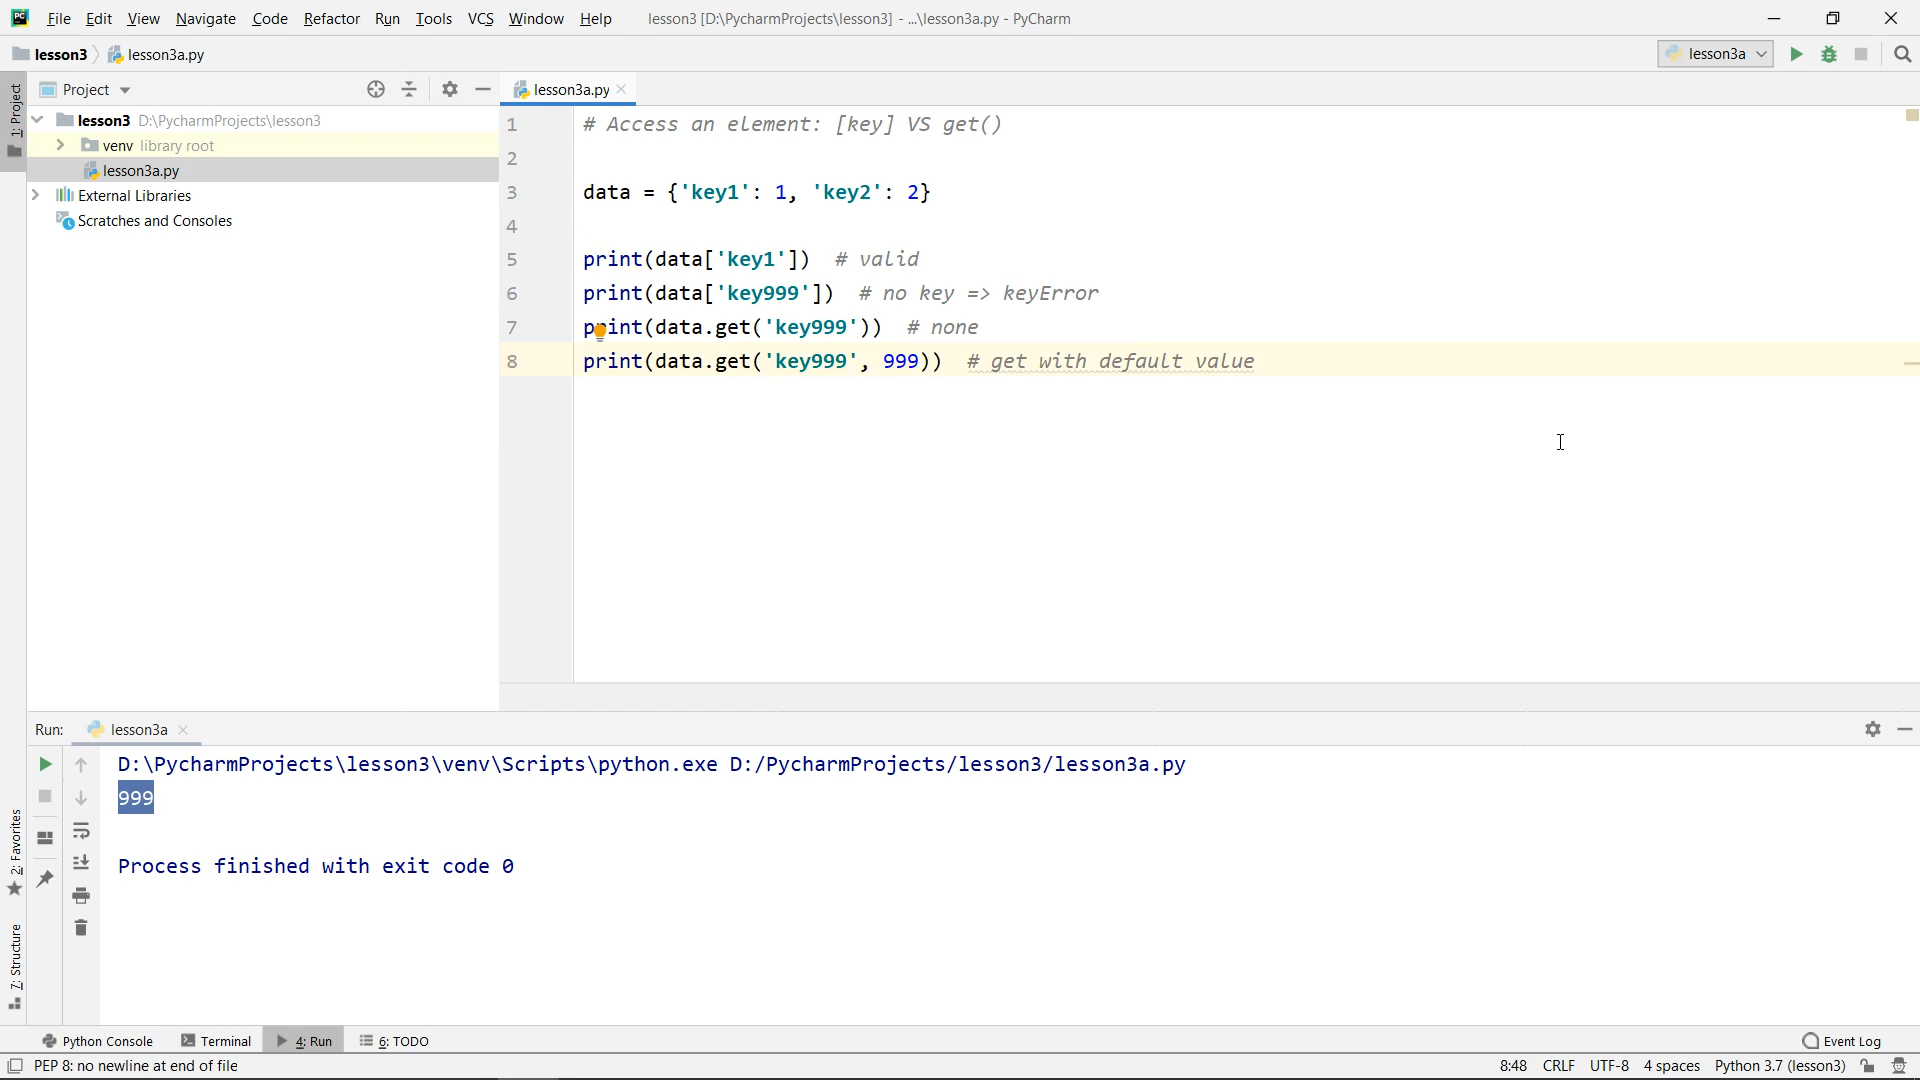 PC File Edit View Navigate Code Refactor Run Tools VCS Window Help lesson3 [D:\PycharmProjects\lesson3] - ...\lesson3a.py - PyCharm
lesson3 lesson3a.py lesson3a
1: Project
Project lesson3a.py
lesson3 D:\PycharmProjects\lesson3
venv library root
lesson3a.py
External Libraries
Scratches and Consoles
1 # Access an element: [key] VS get()
2
3 data = {'key1': 1, 'key2': 2}
4
5 print(data['key1']) # valid
6 print(data['key999']) # no key => keyError
7 print(data.get('key999')) # none
8 print(data.get('key999', 999)) # get with default value
Run: lesson3a
D:\PycharmProjects\lesson3\venv\Scripts\python.exe D:/PycharmProjects/lesson3/lesson3a.py
999
Process finished with exit code 0
2: Favorites
7: Structure
Python Console Terminal 4: Run 6: TODO Event Log
PEP 8: no newline at end of file 8:48 CRLF UTF-8 4 spaces Python 3.7 (lesson3)